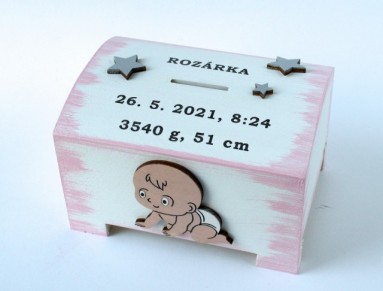 ROZÁRKA
26. 5. 2021, 8:24
3540 g, 51 cm